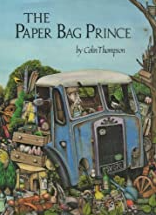 THE
PAPER BAG PRINCE
by Colin Thompson